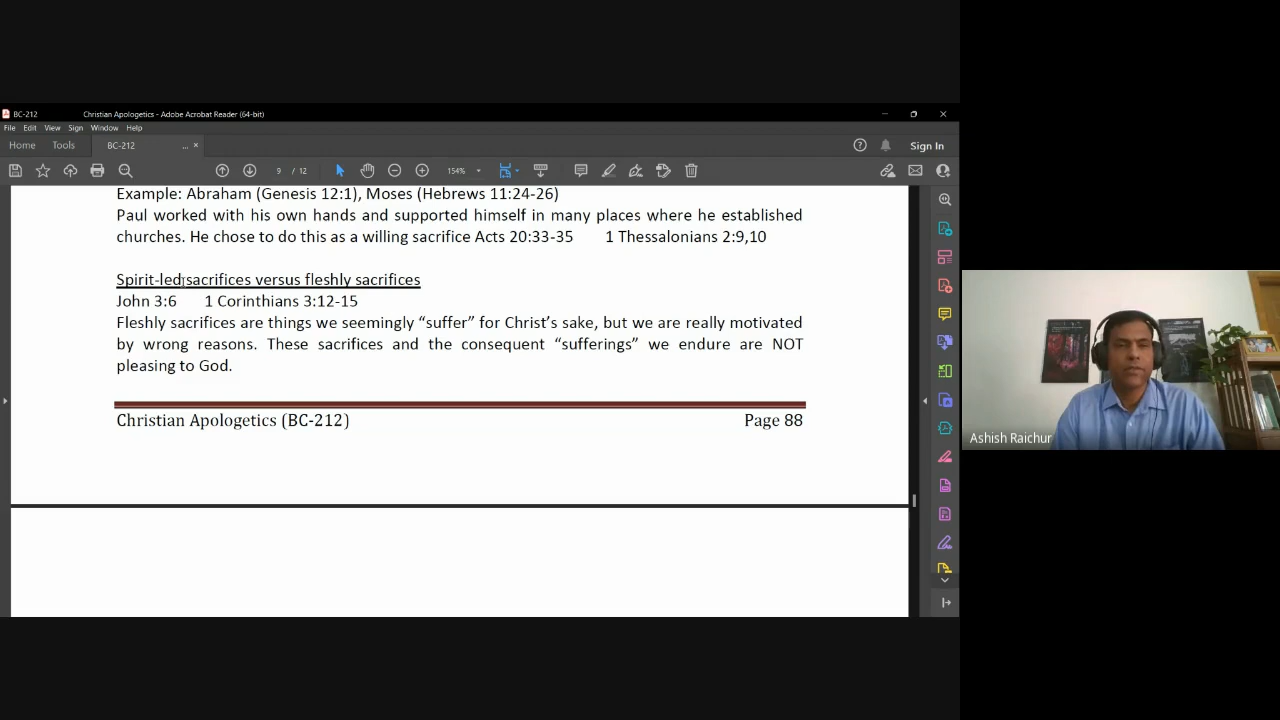 BC-212 Christian Apologetics - Adobe Acrobat Reader (64-bit)
File Edit View Sign Window Help
Home Tools BC-212 ... × Sign In
9 / 12 154%
Example: Abraham (Genesis 12:1), Moses (Hebrews 11:24-26)
Paul worked with his own hands and supported himself in many places where he established
churches. He chose to do this as a willing sacrifice Acts 20:33-35 1 Thessalonians 2:9,10
Spirit-led sacrifices versus fleshly sacrifices
John 3:6 1 Corinthians 3:12-15
Fleshly sacrifices are things we seemingly “suffer” for Christ’s sake, but we are really motivated
by wrong reasons. These sacrifices and the consequent “sufferings” we endure are NOT
pleasing to God.
Christian Apologetics (BC-212) Page 88
Ashish Raichur